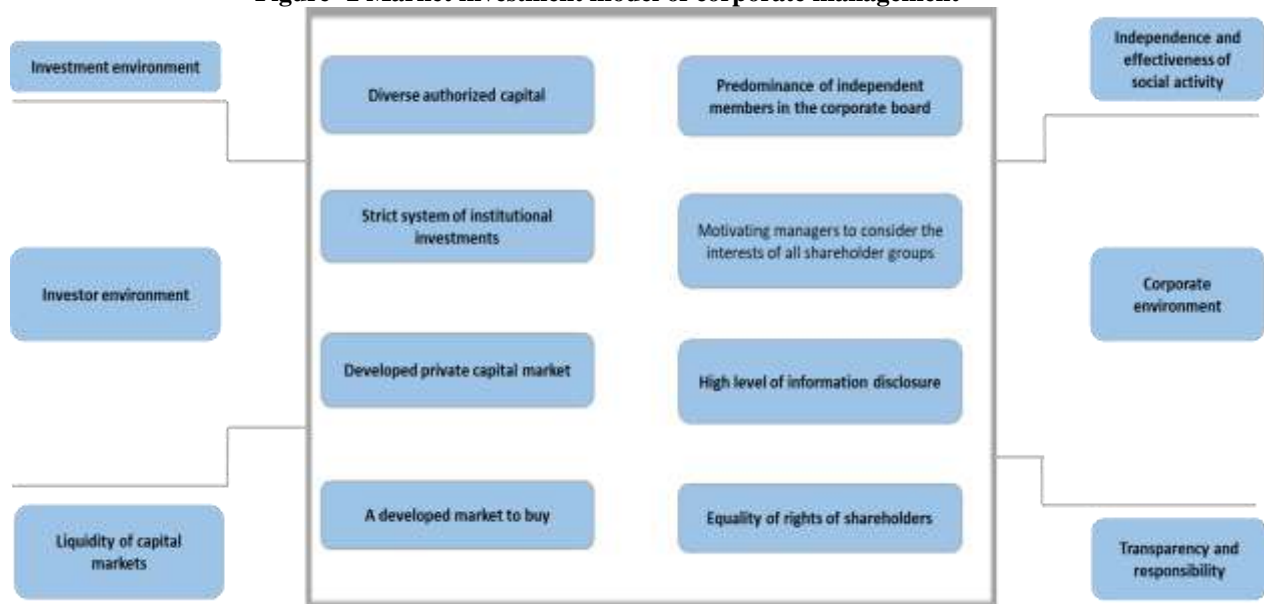 Figure -2 Market investment model of corporate management
Investment environment
Investor environment
Liquidity of capital
markets
Diverse authorized capital
Strict system of institutional
investments
Developed private capital market
A developed market to buy
Predominance of independent
members in the corporate board
Motivating managers to consider the
interests of all shareholder groups
High level of information disclosure
Equality of rights of shareholders
Independence and
effectiveness of
social activity
Corporate
environment
Transparency and
responsibility